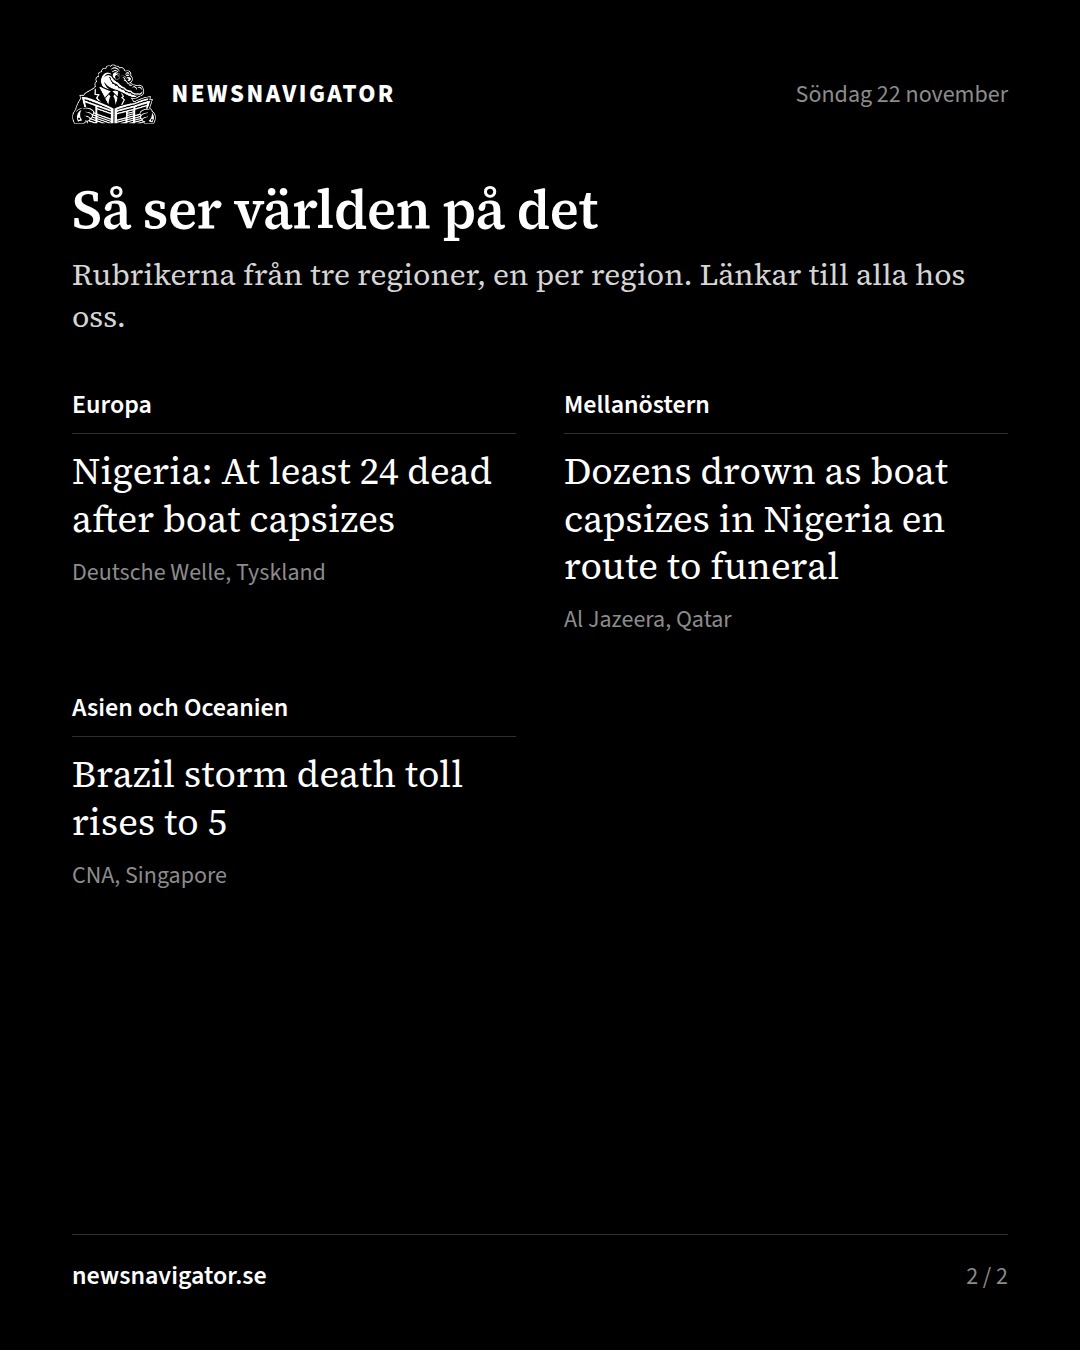 NEWSNAVIGATOR
Söndag 22 november
Så ser världen på det
Rubrikerna från tre regioner, en per region. Länkar till alla hos
oss.
Europa
Nigeria: At least 24 dead
after boat capsizes
Deutsche Welle, Tyskland
Mellanöstern
Dozens drown as boat
capsizes in Nigeria en
route to funeral
Al Jazeera, Qatar
Asien och Oceanien
Brazil storm death toll
rises to 5
CNA, Singapore
newsnavigator.se
2 / 2